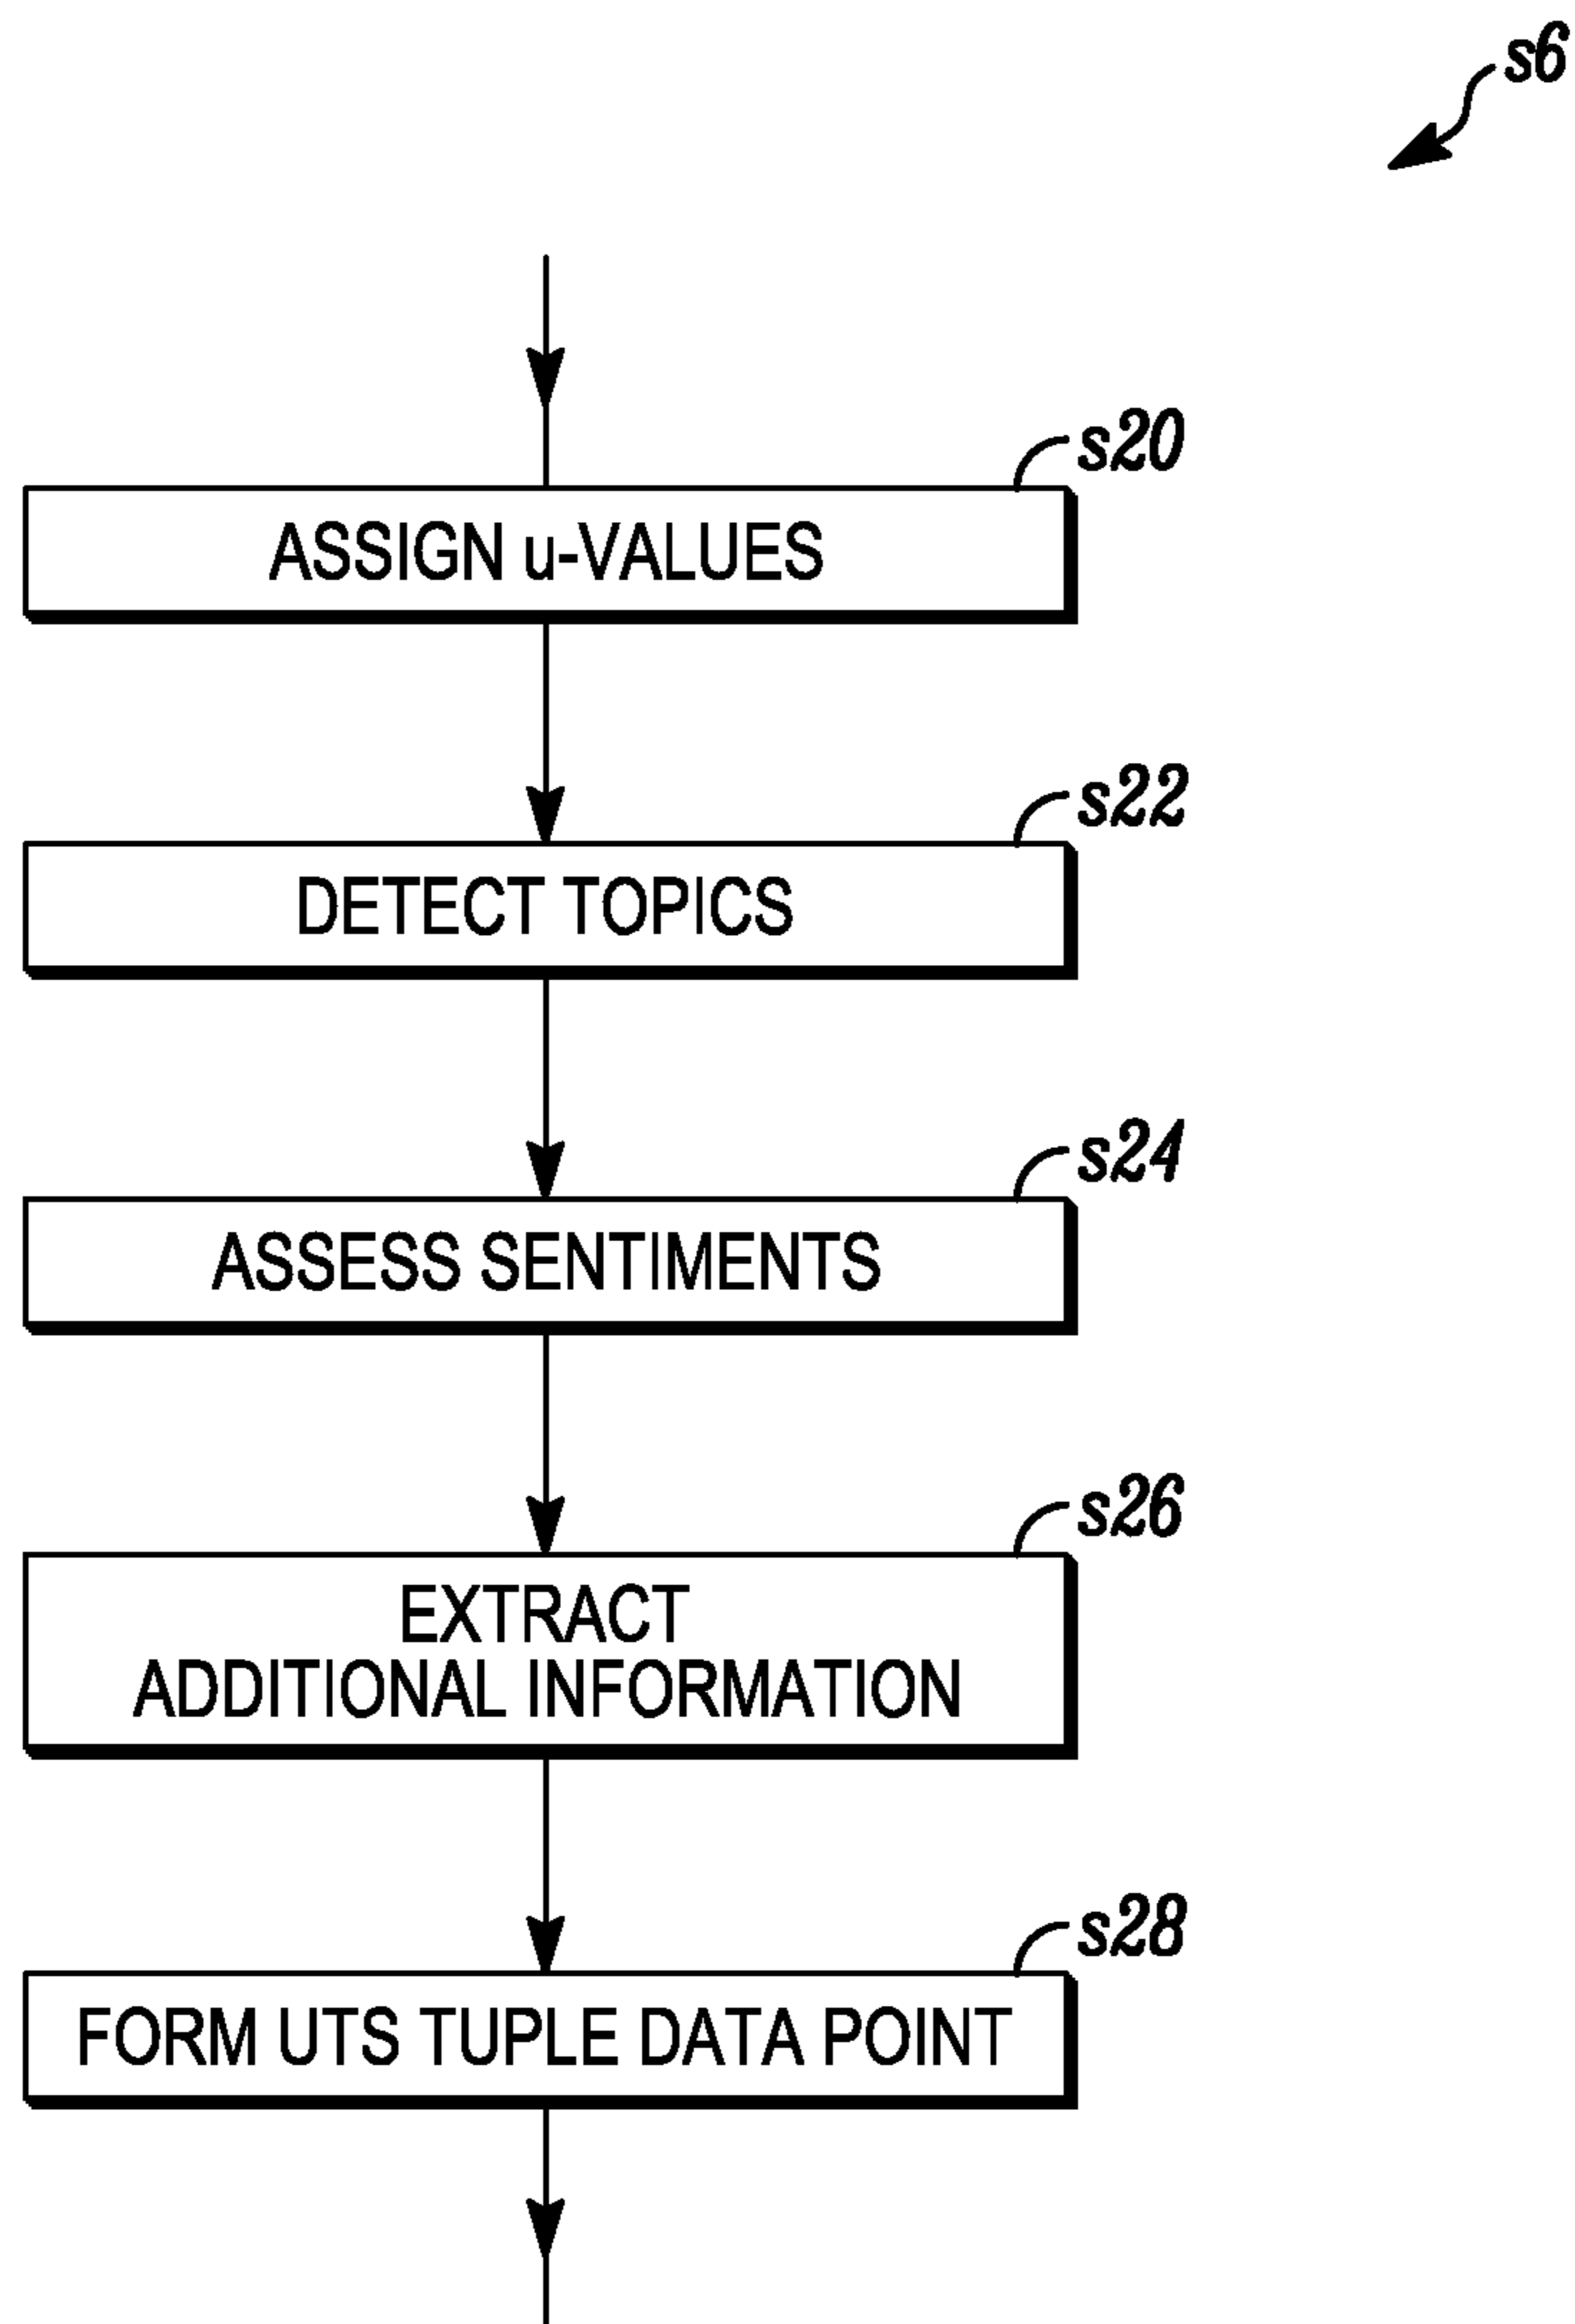 s6
s20
ASSIGN u-VALUES
s22
DETECT TOPICS
s24
ASSESS SENTIMENTS
s26
EXTRACT
ADDITIONAL INFORMATION
s28
FORM UTS TUPLE DATA POINT